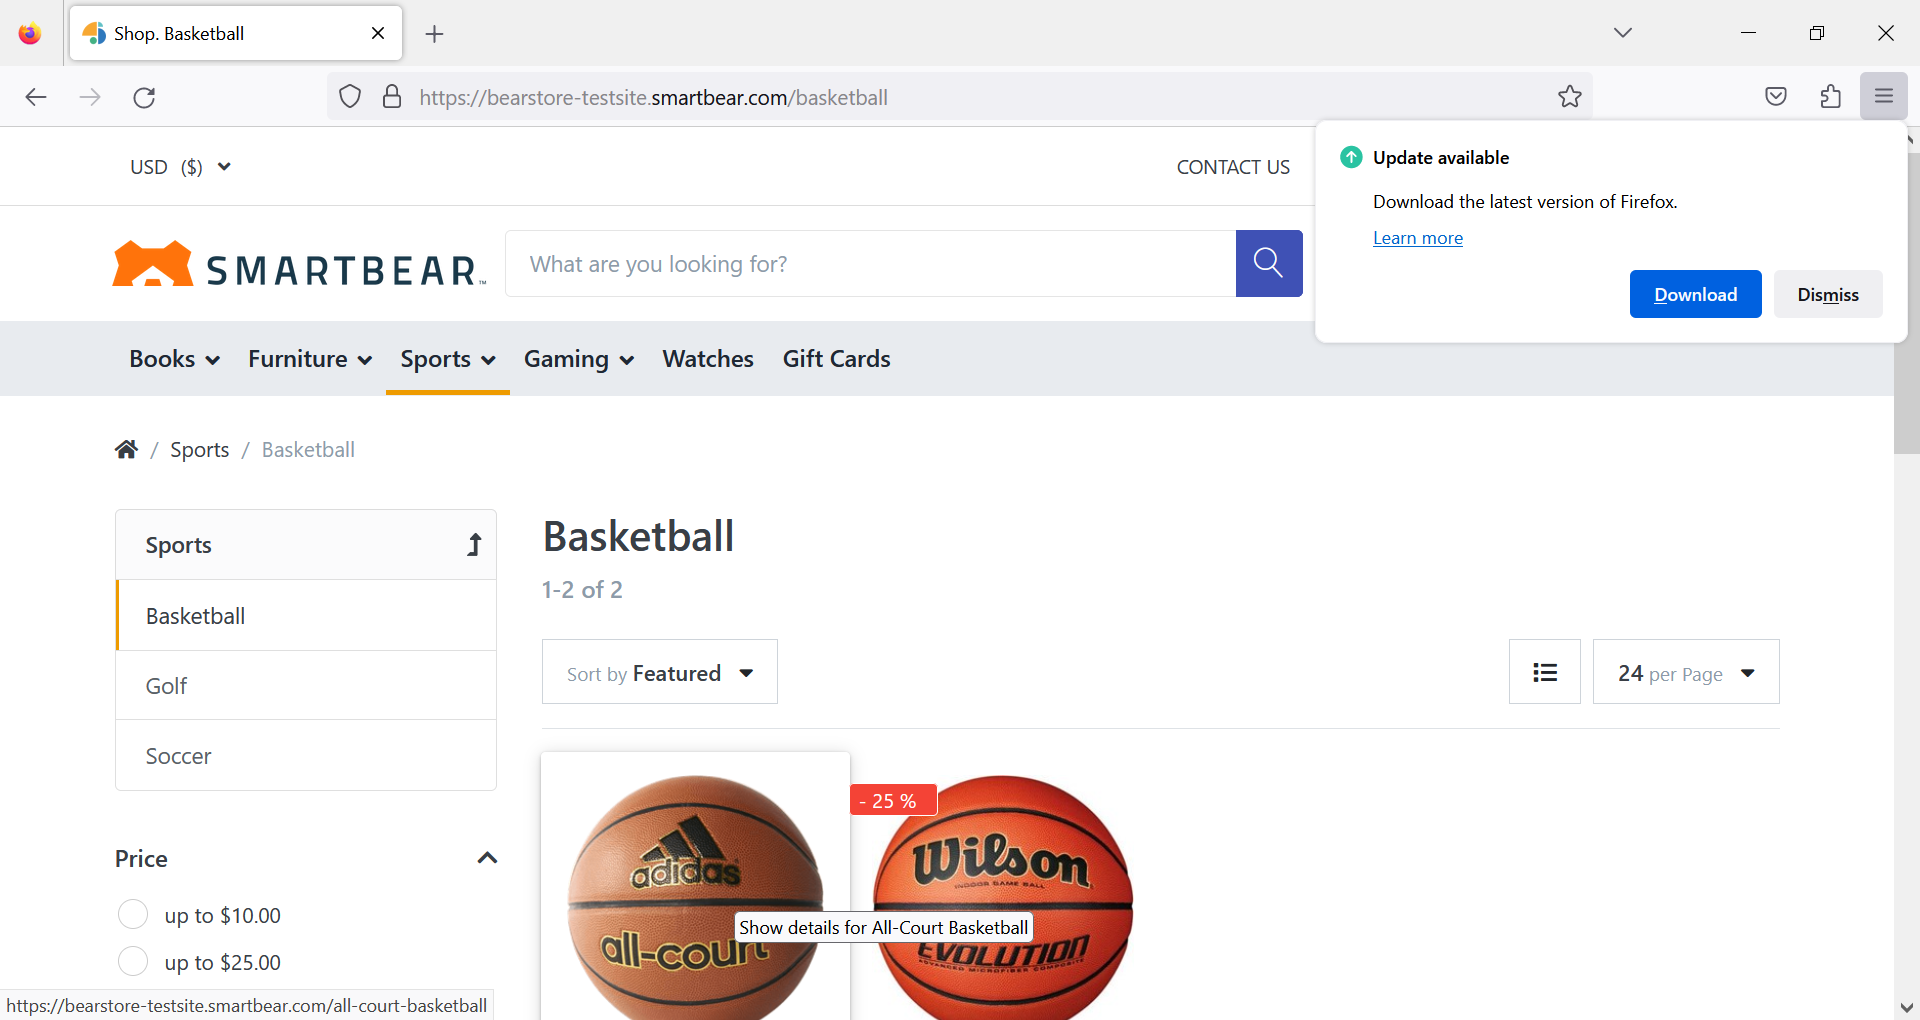 Shop. Basketball
https://bearstore-testsite.smartbear.com/basketball
Update available
Download the latest version of Firefox.
Learn more
Download
Dismiss
USD ($)
CONTACT US
SMARTBEAR™
What are you looking for?
Books
Furniture
Sports
Gaming
Watches
Gift Cards
/ Sports / Basketball
Sports
Basketball
Golf
Soccer
Basketball
1-2 of 2
Sort by Featured
24 per Page
- 25 %
adidas
all-court
Wilson
INDOOR GAME BALL
EVOLUTION
ADVANCED MICROFIBER COMPOSITE
Show details for All-Court Basketball
Price
up to $10.00
up to $25.00
https://bearstore-testsite.smartbear.com/all-court-basketball